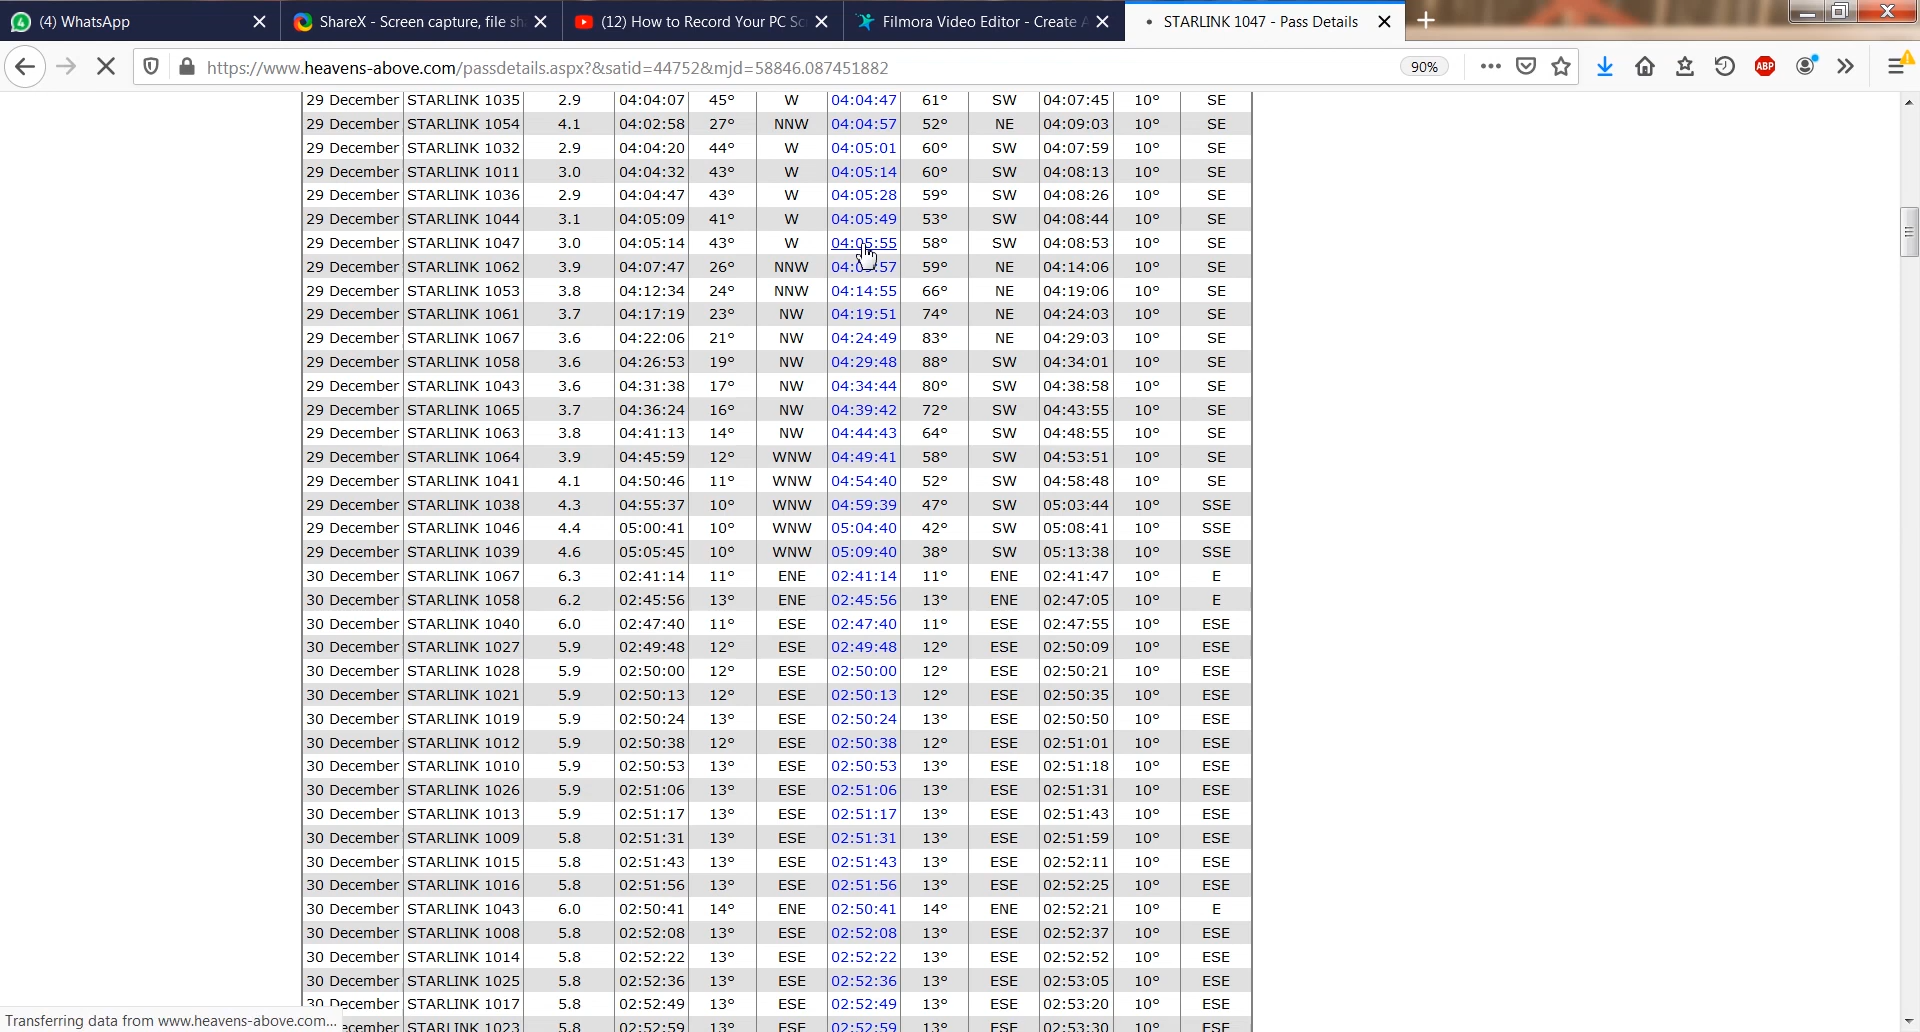 (4) WhatsApp
ShareX - Screen capture, file sh
(12) How to Record Your PC Sc
Filmora Video Editor - Create A
STARLINK 1047 - Pass Details
https://www.heavens-above.com/passdetails.aspx?&satid=44752&mjd=58846.087451882
90%
ABP
29 December STARLINK 1035 2.9 04:04:07 45° W 04:04:47 61° SW 04:07:45 10° SE
29 December STARLINK 1054 4.1 04:02:58 27° NNW 04:04:57 52° NE 04:09:03 10° SE
29 December STARLINK 1032 2.9 04:04:20 44° W 04:05:01 60° SW 04:07:59 10° SE
29 December STARLINK 1011 3.0 04:04:32 43° W 04:05:14 60° SW 04:08:13 10° SE
29 December STARLINK 1036 2.9 04:04:47 43° W 04:05:28 59° SW 04:08:26 10° SE
29 December STARLINK 1044 3.1 04:05:09 41° W 04:05:49 53° SW 04:08:44 10° SE
29 December STARLINK 1047 3.0 04:05:14 43° W 04:05:55 58° SW 04:08:53 10° SE
29 December STARLINK 1062 3.9 04:07:47 26° NNW 59° NE 04:14:06 10° SE
29 December STARLINK 1053 3.8 04:12:34 24° NNW 04:14:55 66° NE 04:19:06 10° SE
29 December STARLINK 1061 3.7 04:17:19 23° NW 04:19:51 74° NE 04:24:03 10° SE
29 December STARLINK 1067 3.6 04:22:06 21° NW 04:24:49 83° NE 04:29:03 10° SE
29 December STARLINK 1058 3.6 04:26:53 19° NW 04:29:48 88° SW 04:34:01 10° SE
29 December STARLINK 1043 3.6 04:31:38 17° NW 04:34:44 80° SW 04:38:58 10° SE
29 December STARLINK 1065 3.7 04:36:24 16° NW 04:39:42 72° SW 04:43:55 10° SE
29 December STARLINK 1063 3.8 04:41:13 14° NW 04:44:43 64° SW 04:48:55 10° SE
29 December STARLINK 1064 3.9 04:45:59 12° WNW 04:49:41 58° SW 04:53:51 10° SE
29 December STARLINK 1041 4.1 04:50:46 11° WNW 04:54:40 52° SW 04:58:48 10° SE
29 December STARLINK 1038 4.3 04:55:37 10° WNW 04:59:39 47° SW 05:03:44 10° SSE
29 December STARLINK 1046 4.4 05:00:41 10° WNW 05:04:40 42° SW 05:08:41 10° SSE
29 December STARLINK 1039 4.6 05:05:45 10° WNW 05:09:40 38° SW 05:13:38 10° SSE
30 December STARLINK 1067 6.3 02:41:14 11° ENE 02:41:14 11° ENE 02:41:47 10° E
30 December STARLINK 1058 6.2 02:45:56 13° ENE 02:45:56 13° ENE 02:47:05 10° E
30 December STARLINK 1040 6.0 02:47:40 11° ESE 02:47:40 11° ESE 02:47:55 10° ESE
30 December STARLINK 1027 5.9 02:49:48 12° ESE 02:49:48 12° ESE 02:50:09 10° ESE
30 December STARLINK 1028 5.9 02:50:00 12° ESE 02:50:00 12° ESE 02:50:21 10° ESE
30 December STARLINK 1021 5.9 02:50:13 12° ESE 02:50:13 12° ESE 02:50:35 10° ESE
30 December STARLINK 1019 5.9 02:50:24 13° ESE 02:50:24 13° ESE 02:50:50 10° ESE
30 December STARLINK 1012 5.9 02:50:38 12° ESE 02:50:38 12° ESE 02:51:01 10° ESE
30 December STARLINK 1010 5.9 02:50:53 13° ESE 02:50:53 13° ESE 02:51:18 10° ESE
30 December STARLINK 1026 5.9 02:51:06 13° ESE 02:51:06 13° ESE 02:51:31 10° ESE
30 December STARLINK 1013 5.9 02:51:17 13° ESE 02:51:17 13° ESE 02:51:43 10° ESE
30 December STARLINK 1009 5.8 02:51:31 13° ESE 02:51:31 13° ESE 02:51:59 10° ESE
30 December STARLINK 1015 5.8 02:51:43 13° ESE 02:51:43 13° ESE 02:52:11 10° ESE
30 December STARLINK 1016 5.8 02:51:56 13° ESE 02:51:56 13° ESE 02:52:25 10° ESE
30 December STARLINK 1043 6.0 02:50:41 14° ENE 02:50:41 14° ENE 02:52:21 10° E
30 December STARLINK 1008 5.8 02:52:08 13° ESE 02:52:08 13° ESE 02:52:37 10° ESE
30 December STARLINK 1014 5.8 02:52:22 13° ESE 02:52:22 13° ESE 02:52:52 10° ESE
30 December STARLINK 1025 5.8 02:52:36 13° ESE 02:52:36 13° ESE 02:53:05 10° ESE
30 December STARLINK 1017 5.8 02:52:49 13° ESE 02:52:49 13° ESE 02:53:20 10° ESE
ecember STARLINK 1023 5.8 02:52:59 13° ESE 02:52:59 13° ESE 02:53:30 10° ESE
Transferring data from www.heavens-above.com...